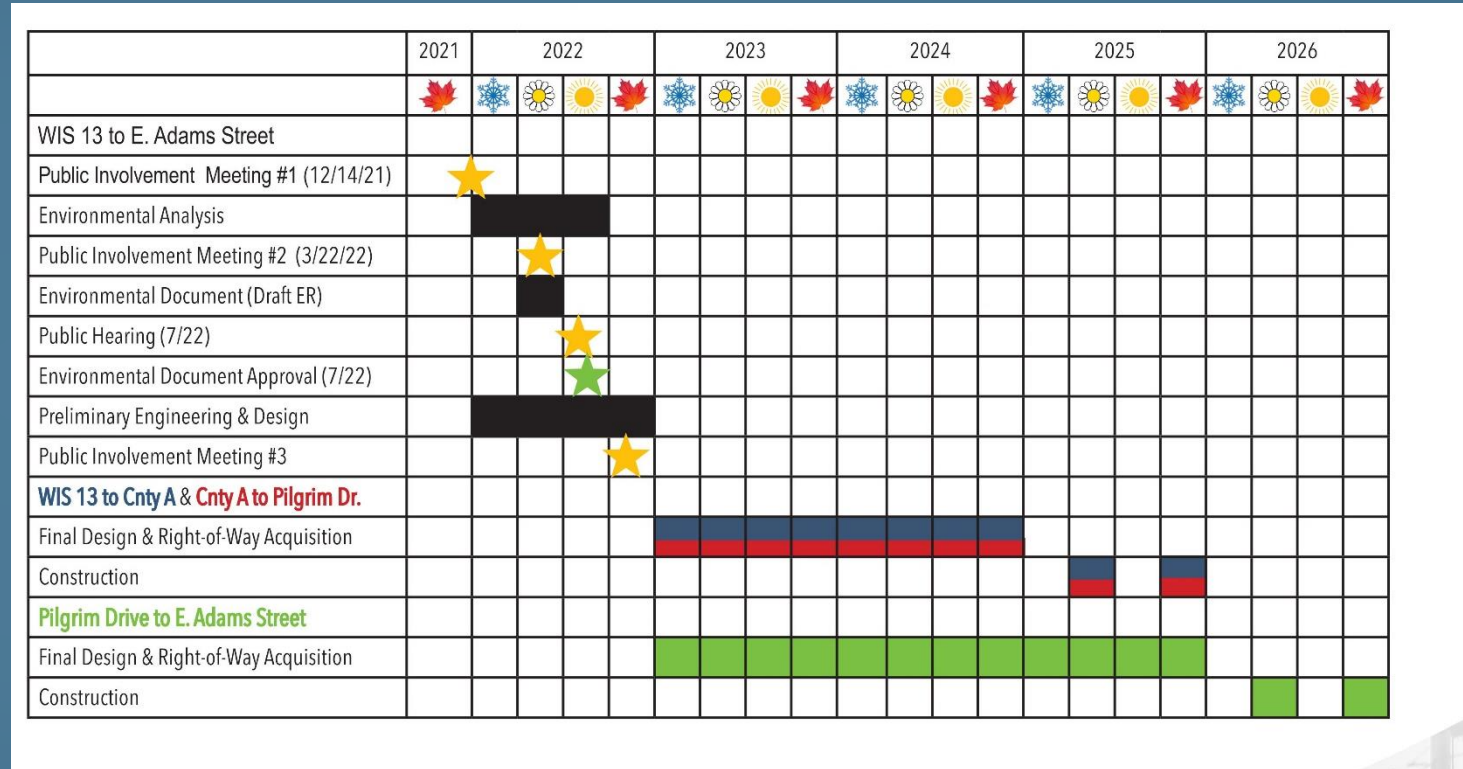 2021 2022 2023 2024 2025 2026
WIS 13 to E. Adams Street
Public Involvement Meeting #1 (12/14/21)
Environmental Analysis
Public Involvement Meeting #2 (3/22/22)
Environmental Document (Draft ER)
Public Hearing (7/22)
Environmental Document Approval (7/22)
Preliminary Engineering & Design
Public Involvement Meeting #3
WIS 13 to Cnty A & Cnty A to Pilgrim Dr.
Final Design & Right-of-Way Acquisition
Construction
Pilgrim Drive to E. Adams Street
Final Design & Right-of-Way Acquisition
Construction